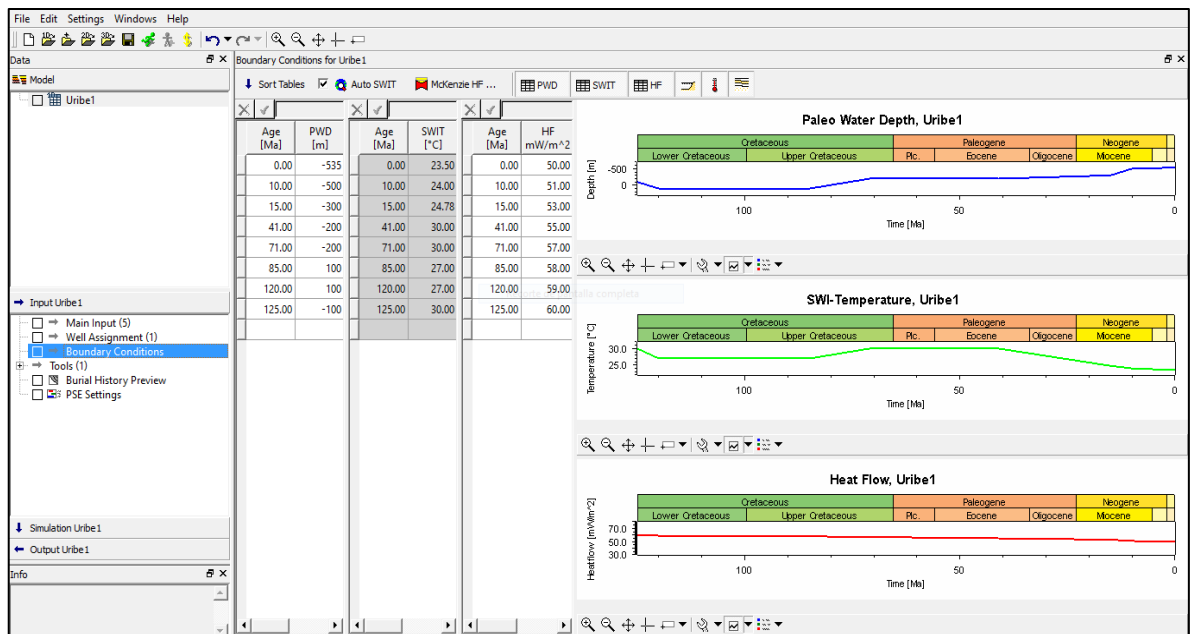 File Edit Settings Windows Help
Data
Boundary Conditions for Uribe1
Model
Uribe1
Sort Tables Auto SWIT McKenzie HF ... PWD SWIT HF
Age [Ma] PWD [m]
0.00 -535
10.00 -500
15.00 -300
41.00 -200
71.00 -200
85.00 100
120.00 100
125.00 -100
Age [Ma] SWIT [°C]
0.00 23.50
10.00 24.00
15.00 24.78
41.00 30.00
71.00 30.00
85.00 27.00
120.00 27.00
125.00 30.00
Age [Ma] HF mW/m^2
0.00 50.00
10.00 51.00
15.00 53.00
41.00 55.00
71.00 57.00
85.00 58.00
120.00 59.00
125.00 60.00
Paleo Water Depth, Uribe1
Cretaceous Paleogene Neogene
Lower Cretaceous Upper Cretaceous Plc. Eocene Oligocene Miocene
Depth [m]
-500
0
100 50 0
Time [Ma]
SWI-Temperature, Uribe1
Cretaceous Paleogene Neogene
Lower Cretaceous Upper Cretaceous Plc. Eocene Oligocene Miocene
Temperature [°C]
30.0
25.0
100 50 0
Time [Ma]
Heat Flow, Uribe1
Cretaceous Paleogene Neogene
Lower Cretaceous Upper Cretaceous Plc. Eocene Oligocene Miocene
Heatflow [mW/m^2]
70.0
50.0
30.0
100 50 0
Time [Ma]
Input Uribe1
Main Input (5)
Well Assignment (1)
Boundary Conditions
Tools (1)
Burial History Preview
PSE Settings
Simulation Uribe1
Output Uribe1
Info